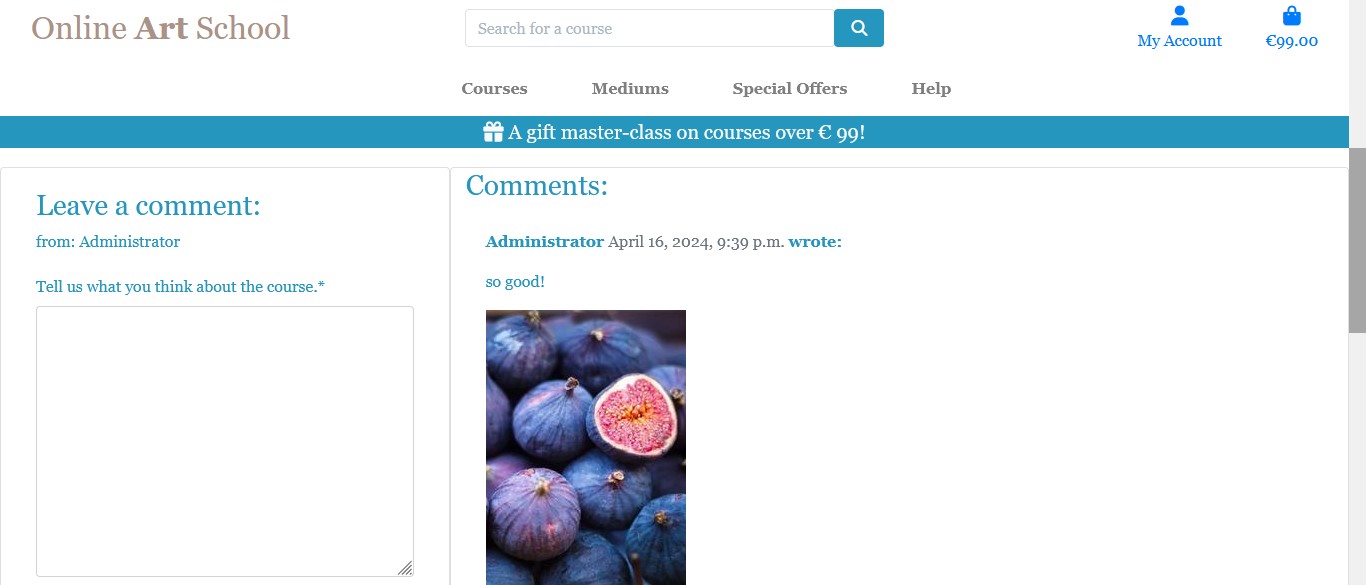 Online Art School
Search for a course
My Account
€99.00
Courses Mediums Special Offers Help
A gift master-class on courses over € 99!
Leave a comment:
from: Administrator
Tell us what you think about the course.*
Comments:
Administrator April 16, 2024, 9:39 p.m. wrote:
so good!